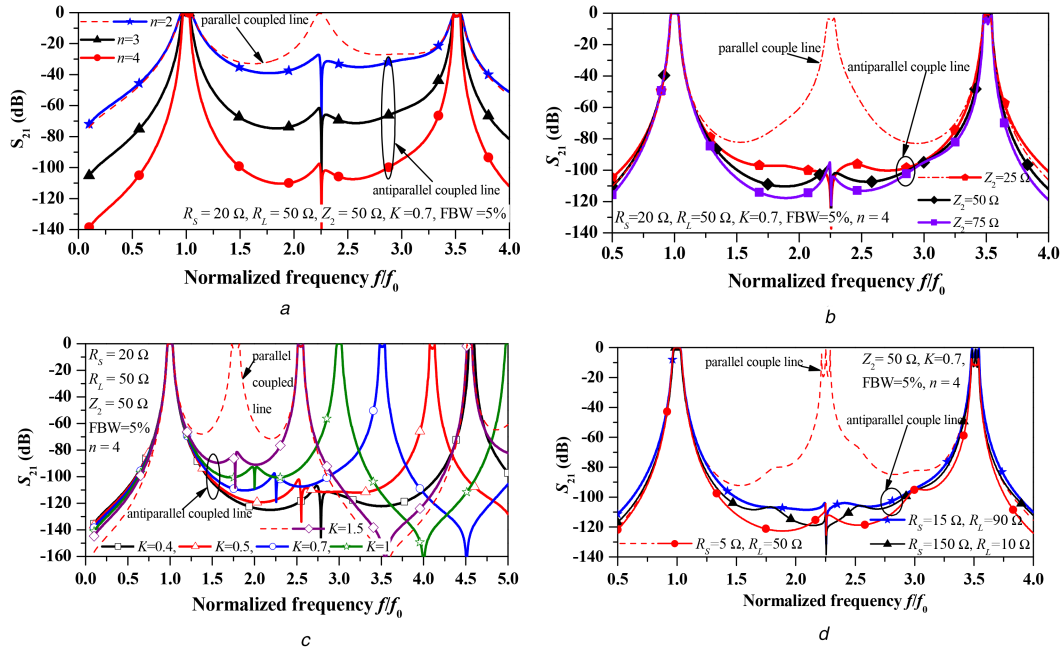 0
-20
-40
-60
-80
-100
-120
-140
S21 (dB)
n=2
n=3
n=4
parallel coupled line
antiparallel coupled line
RS = 20 Ω, RL = 50 Ω, Z2 = 50 Ω, K=0.7, FBW=5%
0.0 0.5 1.0 1.5 2.0 2.5 3.0 3.5 4.0
Normalized frequency f/f0
a
0
-20
-40
-60
-80
-100
-120
-140
S21 (dB)
parallel couple line
antiparallel couple line
Z2=25 Ω
Z2=50 Ω
Z2=75 Ω
RS=20 Ω, RL=50 Ω, K=0.7, FBW=5%, n = 4
0.5 1.0 1.5 2.0 2.5 3.0 3.5 4.0
Normalized frequency f/f0
b
0
-20
-40
-60
-80
-100
-120
-140
-160
S21 (dB)
RS = 20 Ω
RL = 50 Ω
Z2 = 50 Ω
FBW=5%
n = 4
parallel
coupled
line
antiparallel coupled line
K=1.5
K=0.4, K=0.5, K=0.7, K=1
0.0 0.5 1.0 1.5 2.0 2.5 3.0 3.5 4.0 4.5 5.0
Normalized frequency f/f0
c
0
-20
-40
-60
-80
-100
-120
-140
-150
S21 (dB)
parallel couple line
Z2= 50 Ω, K=0.7,
FBW=5%, n = 4
antiparallel couple line
RS=15 Ω, RL=90 Ω
RS=5 Ω, RL=50 Ω
RS=150 Ω, RL=10 Ω
0.5 1.0 1.5 2.0 2.5 3.0 3.5 4.0
Normalized frequency f/f0
d